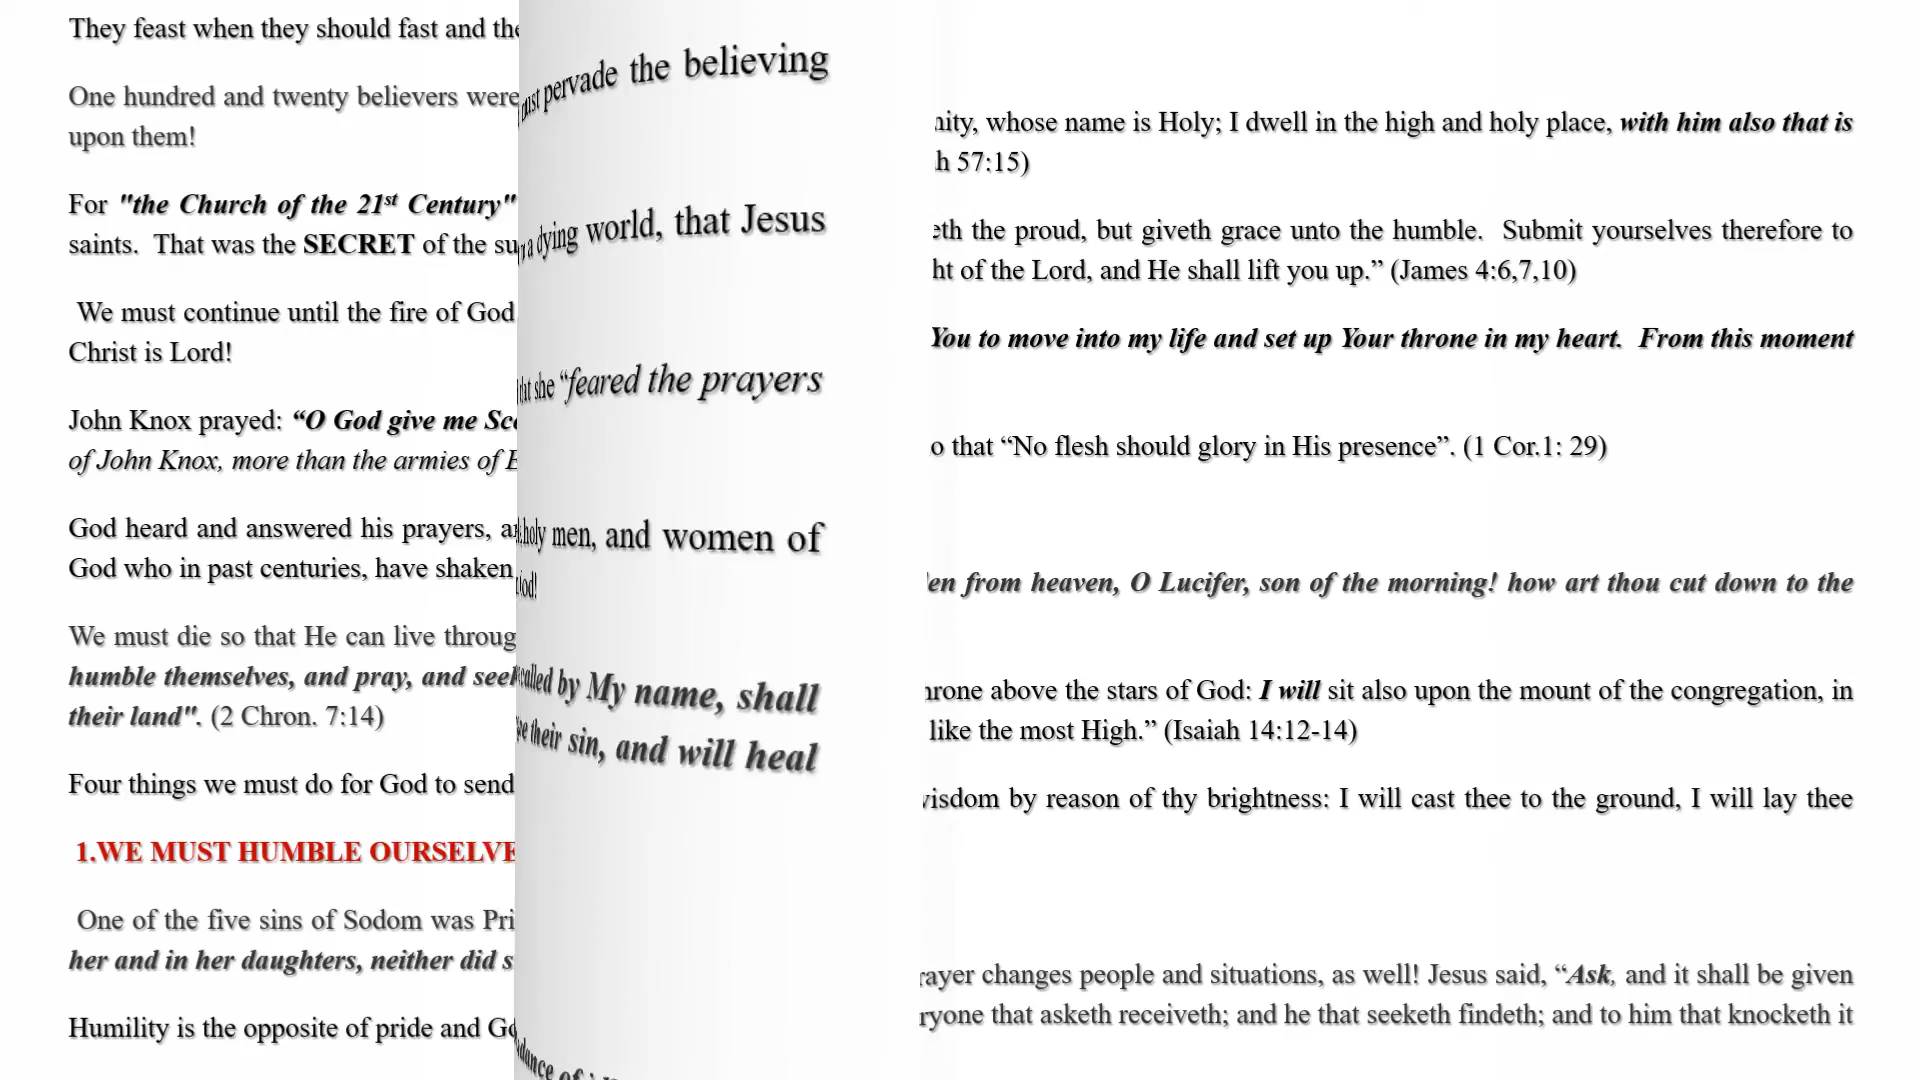 They feast when they should fast and
One hundred and twenty believers were
upon them!
For "the Church of the 21st Century"
saints. That was the SECRET of the
We must continue until the fire of God
Christ is Lord!
John Knox prayed: “O God give me
of John Knox, more than the armies of
God heard and answered his prayers,
God who in past centuries, have shaken
We must die so that He can live
humble themselves, and pray, and
their land". (2 Chron. 7:14)
Four things we must do for God to send
1.WE MUST HUMBLE
One of the five sins of Sodom was
her and in her daughters, neither did
Humility is the opposite of pride and
must pervade the believing
a dying world, that Jesus
that she “feared the prayers
holy men, and women of
called by My name, shall
their sin, and will heal
of
whose name is Holy; I dwell in the high and holy place, with him also that is
57:15)
the proud, but giveth grace unto the humble. Submit yourselves therefore to
of the Lord, and He shall lift you up.” (James 4:6,7,10)
You to move into my life and set up Your throne in my heart. From this moment
that “No flesh should glory in His presence”. (1 Cor.1: 29)
from heaven, O Lucifer, son of the morning! how art thou cut down to the
above the stars of God: I will sit also upon the mount of the congregation, in
like the most High.” (Isaiah 14:12-14)
by reason of thy brightness: I will cast thee to the ground, I will lay thee
changes people and situations, as well! Jesus said, “Ask, and it shall be given
that asketh receiveth; and he that seeketh findeth; and to him that knocketh it